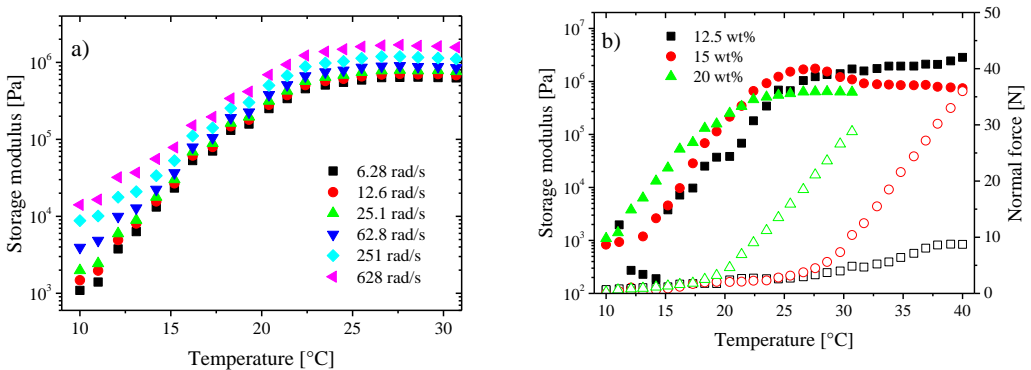 a)
Storage modulus [Pa]
10⁶
10⁵
10⁴
10³
6.28 rad/s
12.6 rad/s
25.1 rad/s
62.8 rad/s
251 rad/s
628 rad/s
10 15 20 25 30
Temperature [°C]
b)
Storage modulus [Pa]
10⁷
10⁶
10⁵
10⁴
10³
10²
12.5 wt%
15 wt%
20 wt%
50
40
30
20
10
0
Normal force [N]
10 15 20 25 30 35 40
Temperature [°C]